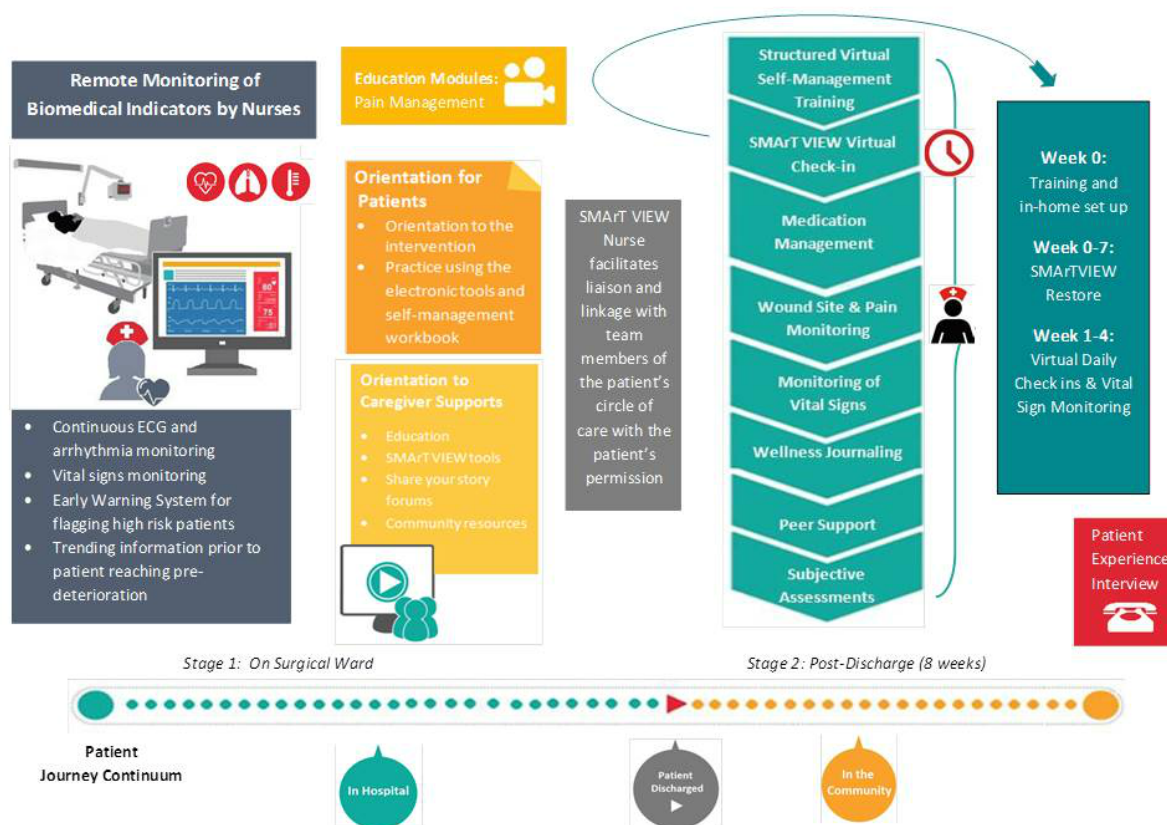 Remote Monitoring of
Biomedical Indicators by Nurses
80
75
• Continuous ECG and
arrhythmia monitoring
• Vital signs monitoring
• Early Warning System for
flagging high risk patients
• Trending information prior to
patient reaching pre-
deterioration
Education Modules:
Pain Management
Orientation for
Patients
• Orientation to the
intervention
• Practice using the
electronic tools and
self-management
workbook
Orientation to
Caregiver Supports
• Education
• SMArT VIEW tools
• Share your story
forums
• Community resources
SMArT VIEW
Nurse
facilitates
liaison and
linkage with
team
members of
the patient's
circle of
care with the
patient's
permission
Structured Virtual
Self-Management
Training
SMArT VIEW Virtual
Check-in
Medication
Management
Wound Site & Pain
Monitoring
Monitoring of
Vital Signs
Wellness Journaling
Peer Support
Subjective
Assessments
Week 0:
Training and
in-home set up
Week 0-7:
SMArTVIEW
Restore
Week 1-4:
Virtual Daily
Check ins & Vital
Sign Monitoring
Patient
Experience
Interview
Stage 1: On Surgical Ward
Stage 2: Post-Discharge (8 weeks)
Patient
Journey Continuum
In Hospital
Patient
Discharged
In the
Community